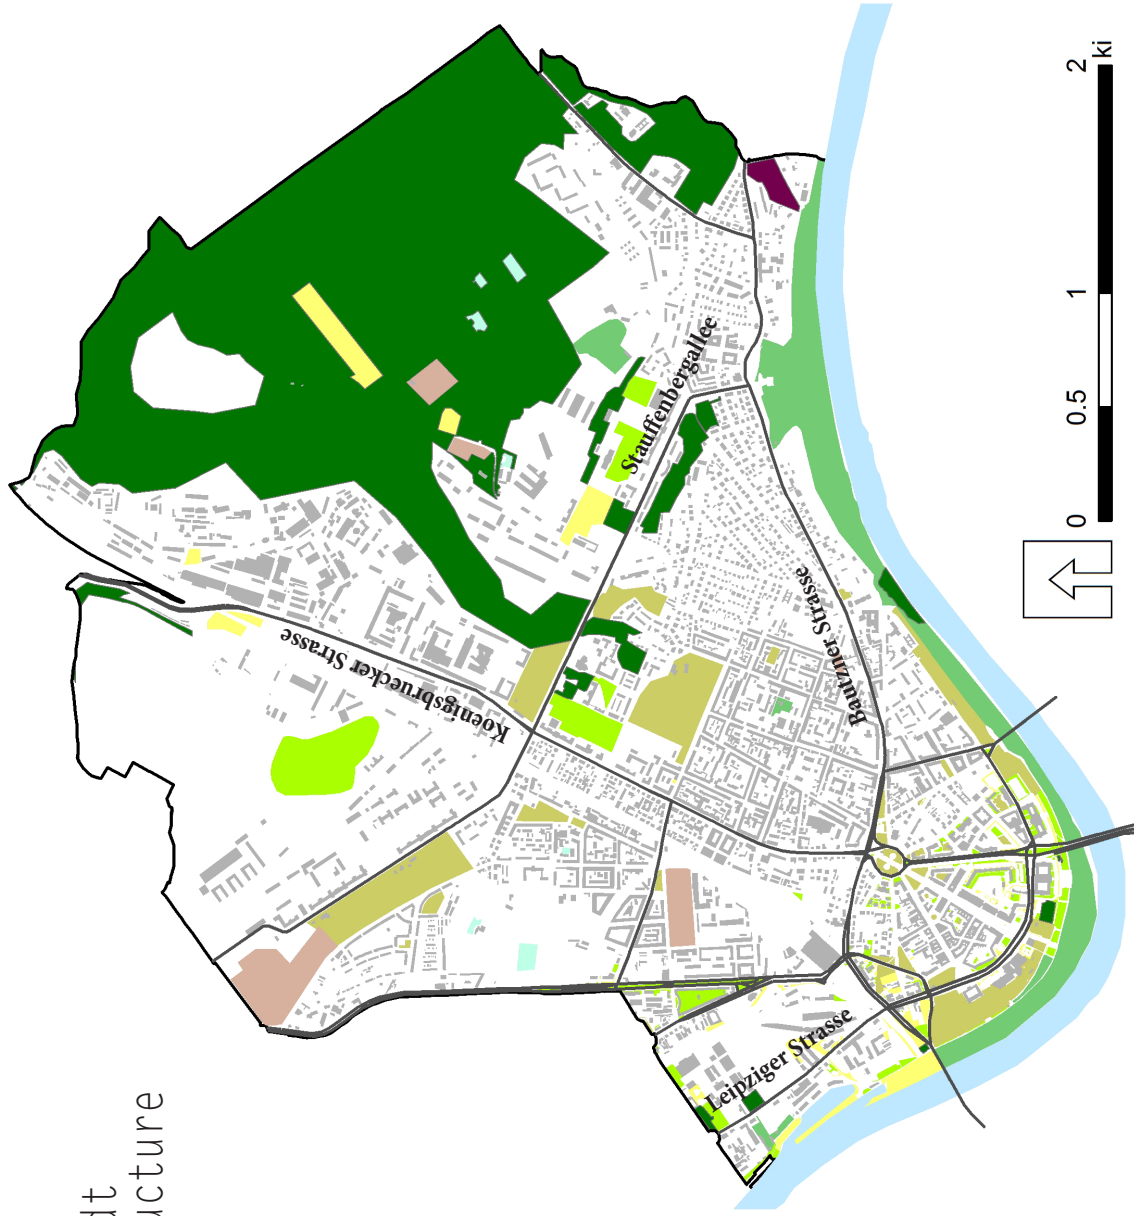 dt
ucture
Koenigsbruecker Strasse
Stauffenbergallee
Bautzner Strasse
Leipziger Strasse
0 0.5 1 2
ki